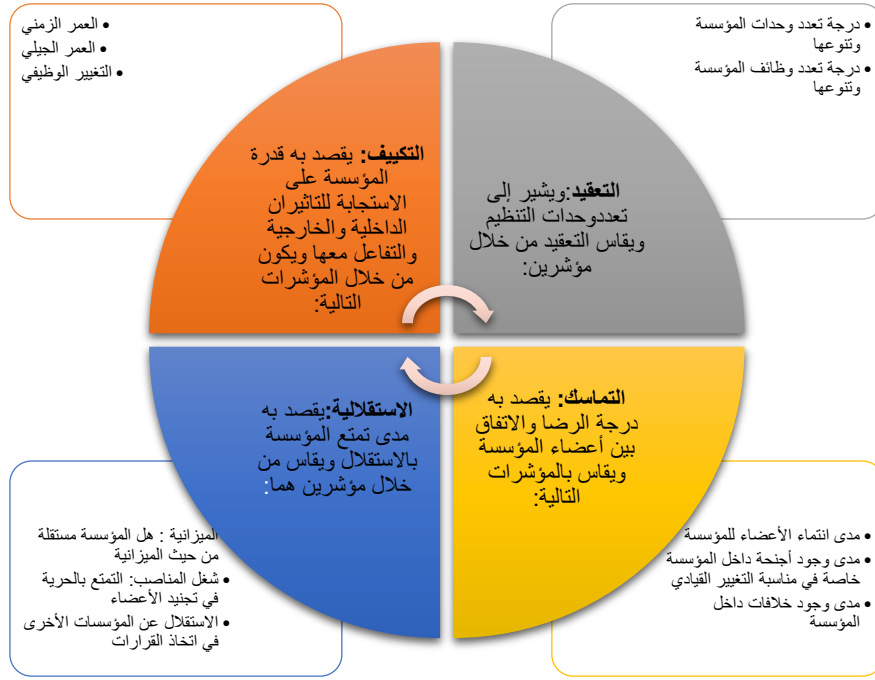 • العمر الزمني
• العمر الجيلي
• التغيير الوظيفي
• درجة تعدد وحدات المؤسسة
وتنوعها
• درجة تعدد وظائف المؤسسة
وتنوعها
التكييف: يقصد به قدرة
المؤسسة على
الاستجابة للتاثيران
الداخلية والخارجية
والتفاعل معها ويكون
من خلال المؤشرات
التالية:
التعقيد:ويشير إلى
تعددوحدات التنظيم
ويقاس التعقيد من خلال
مؤشرين:
الاستقلالية:يقصد به
مدى تمتع المؤسسة
بالاستقلال ويقاس من
خلال مؤشرين هما:
التماسك: يقصد به
درجة الرضا والاتفاق
بين أعضاء المؤسسة
ويقاس بالمؤشرات
التالية:
الميزانية : هل المؤسسة مستقلة
من حيث الميزانية
• شغل المناصب: التمتع بالحرية
في تجنيد الأعضاء
• الاستقلال عن المؤسسات الأخرى
في اتخاذ القرارات
• مدى انتماء الأعضاء للمؤسسة
• مدى وجود أجنحة داخل المؤسسة
خاصة في مناسبة التغيير القيادي
• مدى وجود خلافات داخل
المؤسسة